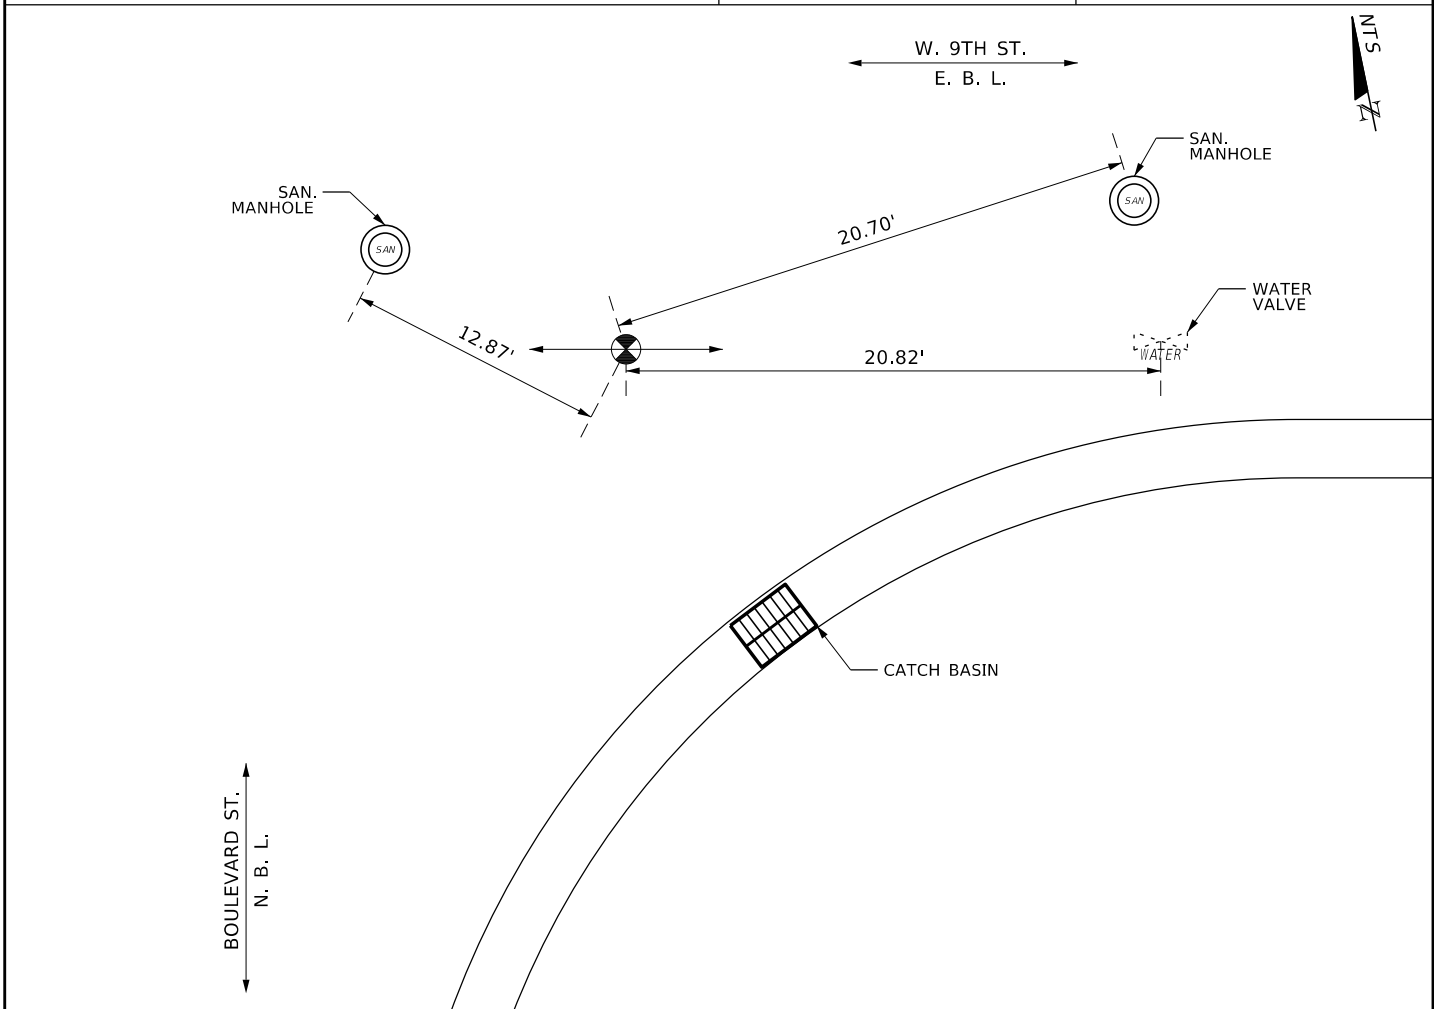 W. 9TH ST.
E. B. L.
NTS
N
SAN.
MANHOLE
SAN
SAN.
MANHOLE
SAN
20.70'
12.87'
WATER
VALVE
WATER
20.82'
CATCH BASIN
BOULEVARD ST.
N. B. L.